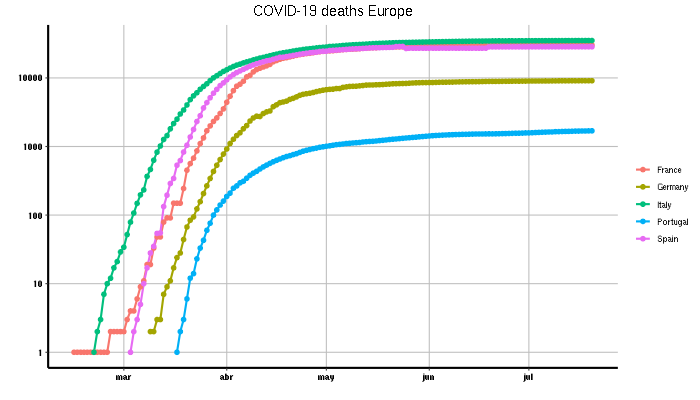 COVID-19 deaths Europe
10000
1000
100
10
1
mar abr may jun jul
France
Germany
Italy
Portugal
Spain